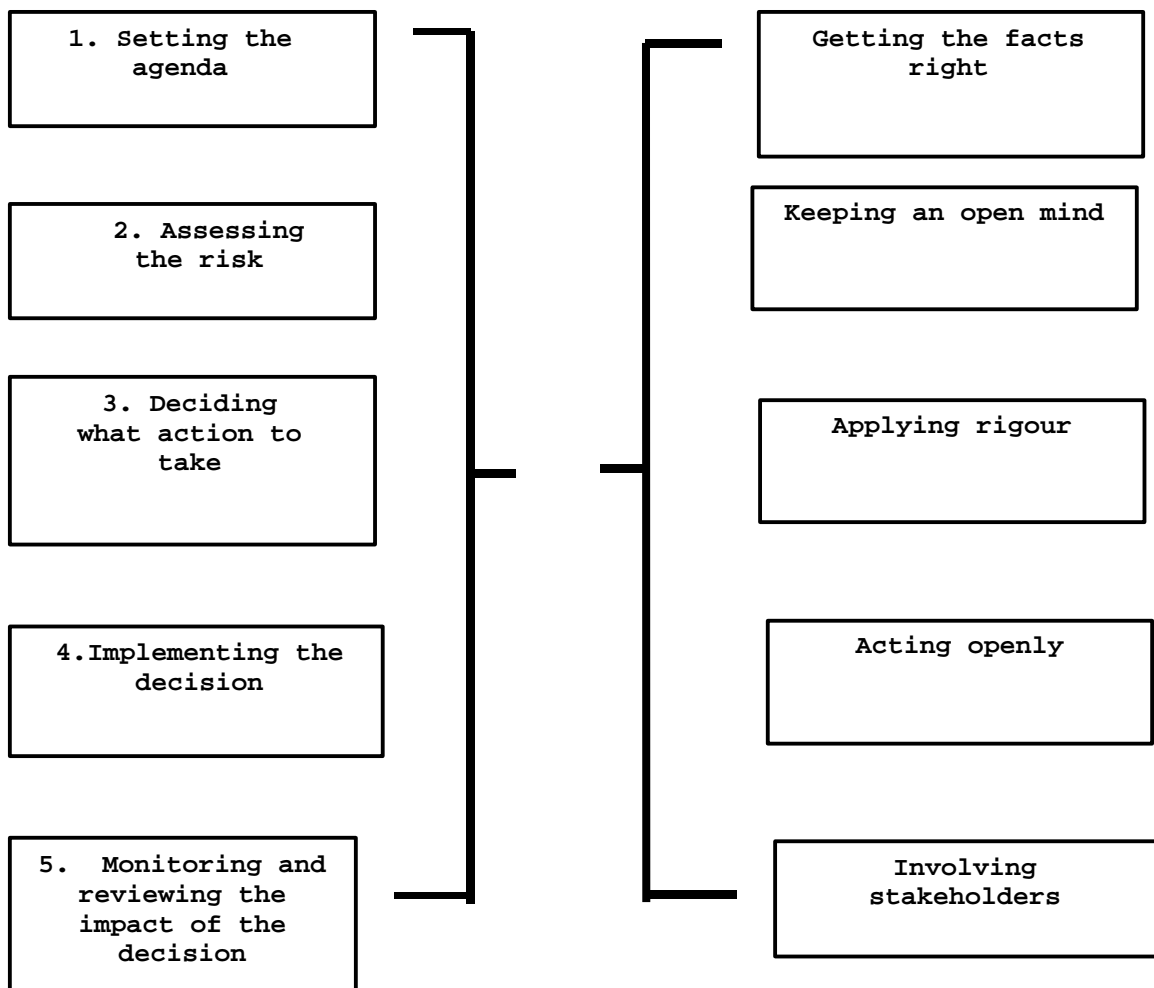 1. Setting the
agenda
2. Assessing
the risk
3. Deciding
what action to
take
4.Implementing the
decision
5. Monitoring and
reviewing the
impact of the
decision
Getting the facts
right
Keeping an open mind
Applying rigour
Acting openly
Involving
stakeholders